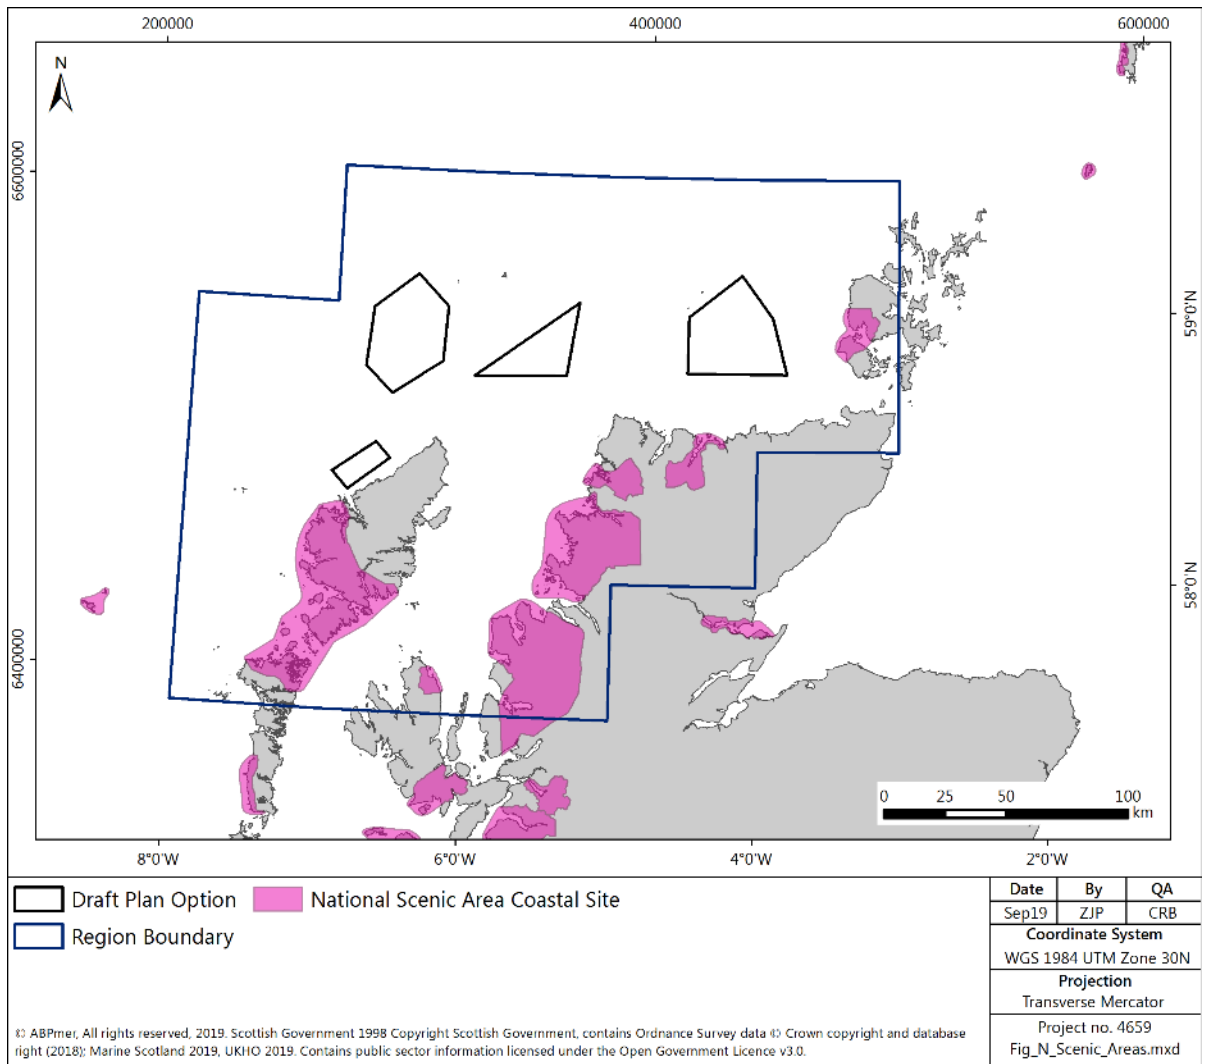 200000 400000 600000
N
6600000
59°0'N
58°0'N
6400000
0 25 50 100
km
8°0'W 6°0'W 4°0'W 2°0'W
Draft Plan Option National Scenic Area Coastal Site
Region Boundary
Date By QA
Sep19 ZJP CRB
Coordinate System
WGS 1984 UTM Zone 30N
Projection
Transverse Mercator
Project no. 4659
Fig_N_Scenic_Areas.mxd
© ABPmer, All rights reserved, 2019. Scottish Government 1998 Copyright Scottish Government, contains Ordnance Survey data © Crown copyright and database
right (2018); Marine Scotland 2019, UKHO 2019. Contains public sector information licensed under the Open Government Licence v3.0.